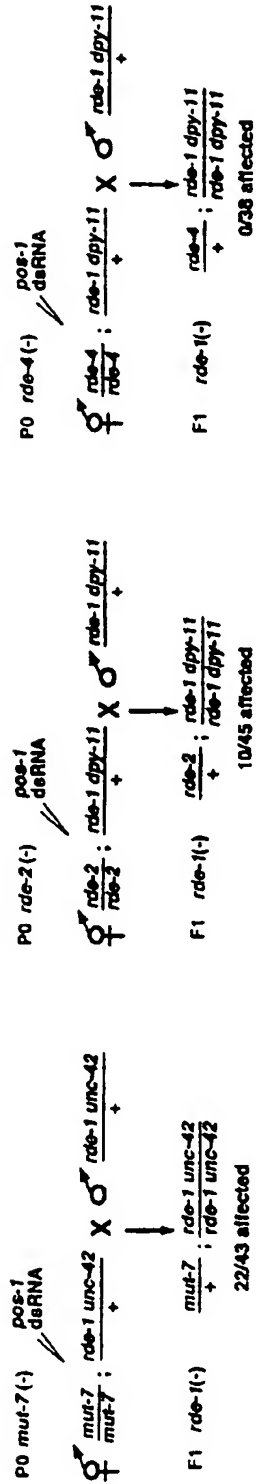 P0 mut-7(-)
pos-1
dsRNA
mut-7
mut-7
;
rde-1 unc-42
+
X
rde-1 unc-42
+
F1 rde-1(-)
mut-7
+
;
rde-1 unc-42
rde-1 unc-42
22/43 affected
P0 rde-2(-)
pos-1
dsRNA
rde-2
rde-2
;
rde-1 dpy-11
+
X
rde-1 dpy-11
+
F1 rde-1(-)
rde-2
+
;
rde-1 dpy-11
rde-1 dpy-11
10/45 affected
P0 rde-4(-)
pos-1
dsRNA
rde-4
rde-4
;
rde-1 dpy-11
+
X
rde-1 dpy-11
+
F1 rde-1(-)
rde-4
+
;
rde-1 dpy-11
rde-1 dpy-11
0/38 affected